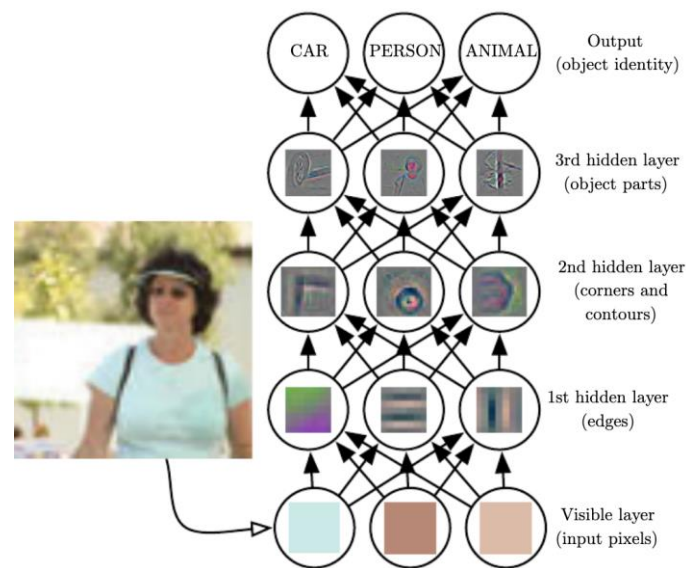 CAR PERSON ANIMAL
Output
(object identity)
3rd hidden layer
(object parts)
2nd hidden layer
(corners and
contours)
1st hidden layer
(edges)
Visible layer
(input pixels)